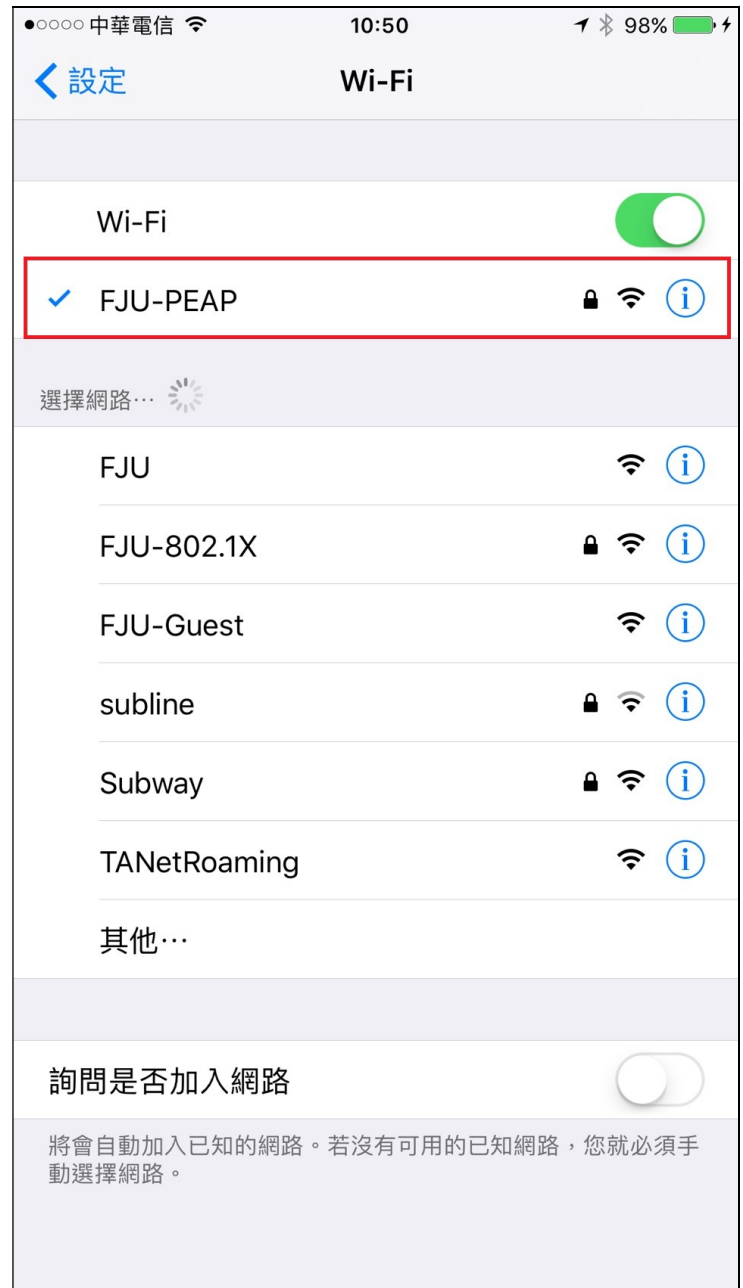 中華電信 10:50 98%
設定 Wi-Fi
Wi-Fi
FJU-PEAP
選擇網路…
FJU
FJU-802.1X
FJU-Guest
subline
Subway
TANetRoaming
其他…
詢問是否加入網路
將會自動加入已知的網路。若沒有可用的已知網路，您就必須手
動選擇網路。